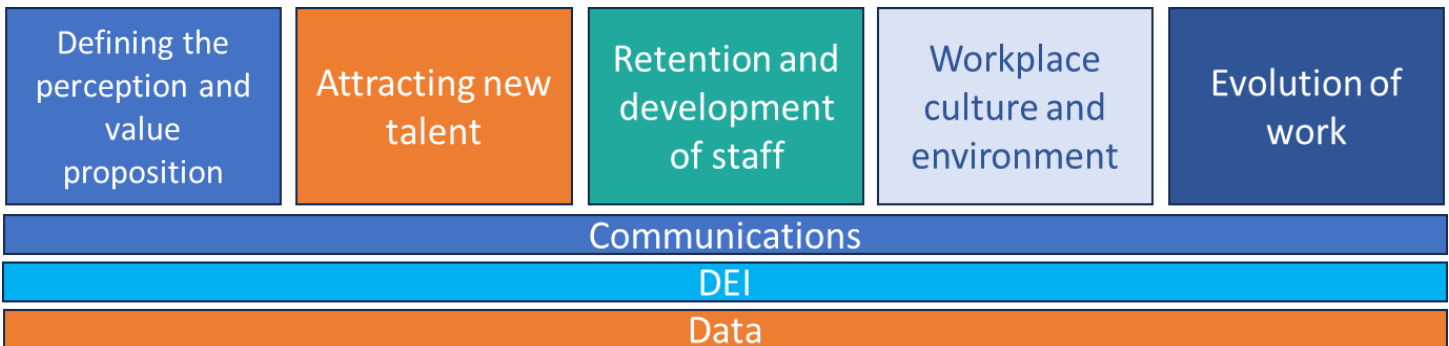 Defining the
perception and
value
proposition
Attracting new
talent
Retention and
development
of staff
Workplace
culture and
environment
Evolution of
work
Communications
DEI
Data